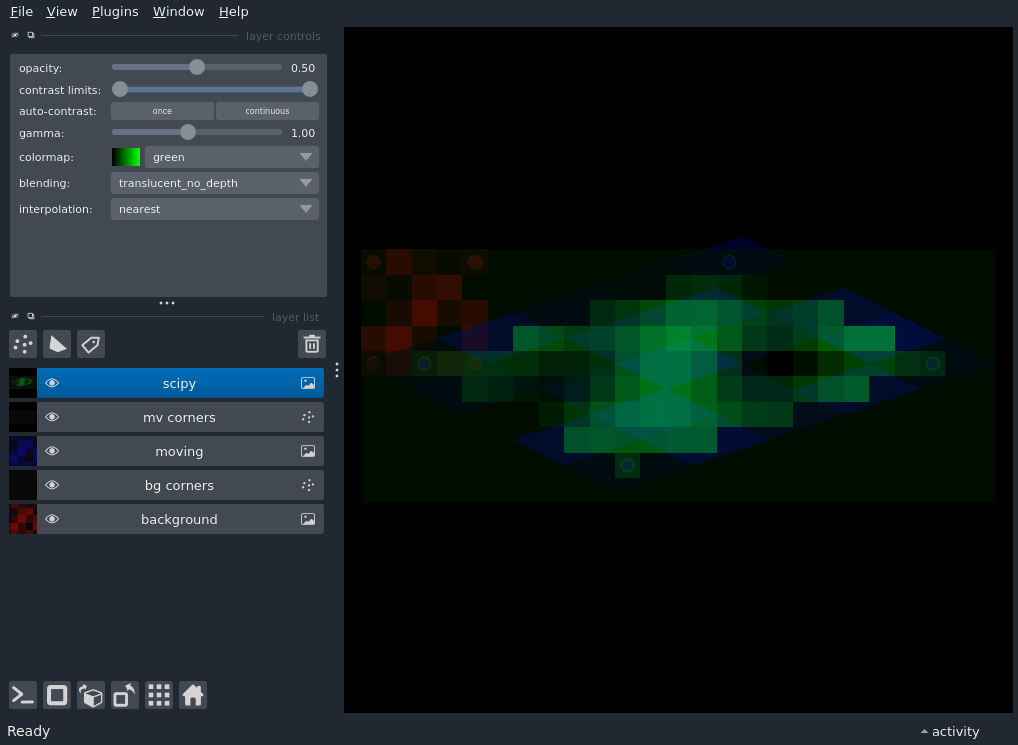 File View Plugins Window Help
layer controls
opacity: 0.50
contrast limits:
auto-contrast: once continuous
gamma: 1.00
colormap: green
blending: translucent_no_depth
interpolation: nearest
layer list
scipy
mv corners
moving
bg corners
background
Ready activity